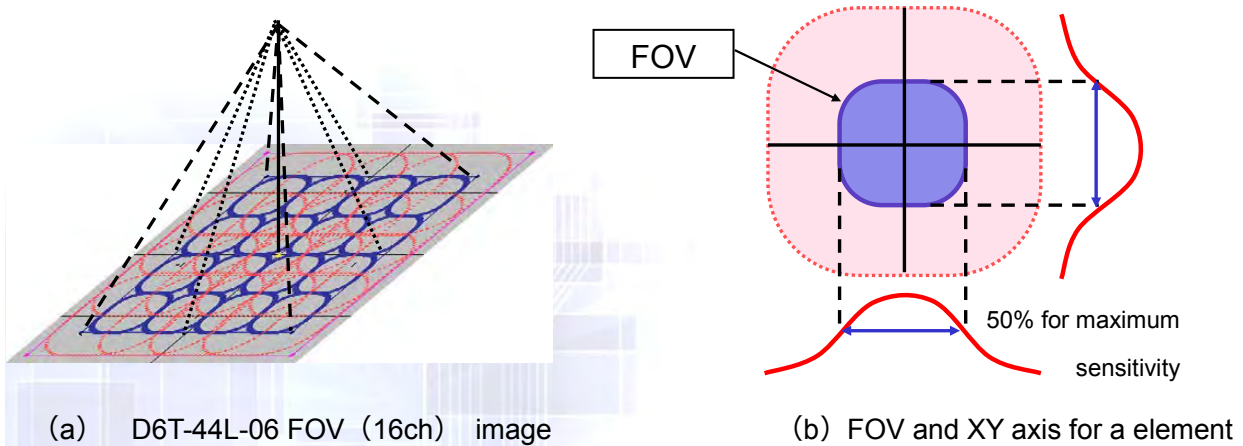 FOV
50% for maximum
sensitivity
(a) D6T-44L-06 FOV（16ch） image
(b) FOV and XY axis for a element